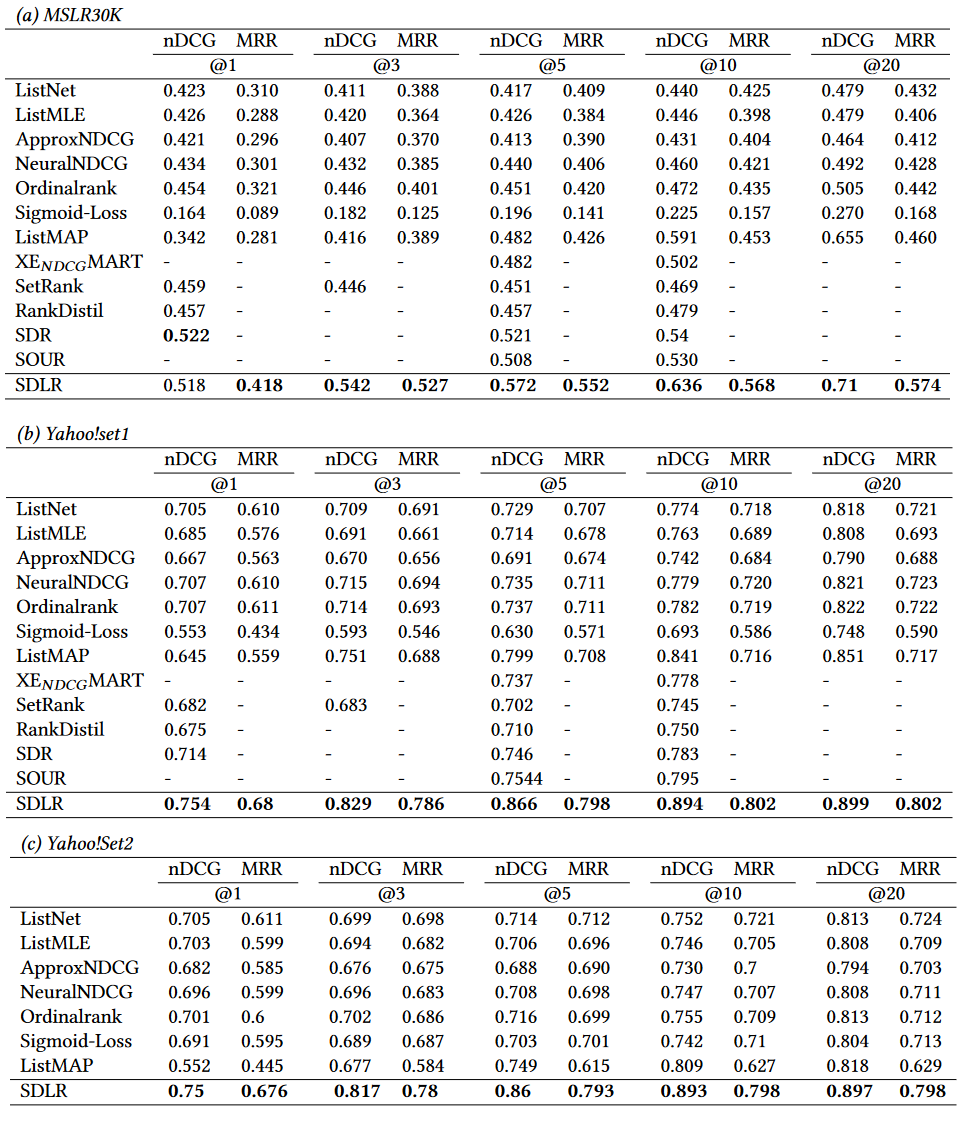 (a) MSLR30K
nDCG MRR nDCG MRR nDCG MRR nDCG MRR nDCG MRR
@1 @3 @5 @10 @20
ListNet 0.423 0.310 0.411 0.388 0.417 0.409 0.440 0.425 0.479 0.432
ListMLE 0.426 0.288 0.420 0.364 0.426 0.384 0.446 0.398 0.479 0.406
ApproxNDCG 0.421 0.296 0.407 0.370 0.413 0.390 0.431 0.404 0.464 0.412
NeuralNDCG 0.434 0.301 0.432 0.385 0.440 0.406 0.460 0.421 0.492 0.428
Ordinalrank 0.454 0.321 0.446 0.401 0.451 0.420 0.472 0.435 0.505 0.442
Sigmoid-Loss 0.164 0.089 0.182 0.125 0.196 0.141 0.225 0.157 0.270 0.168
ListMAP 0.342 0.281 0.416 0.389 0.482 0.426 0.591 0.453 0.655 0.460
XENDCGMART - - - - 0.482 - 0.502 - - -
SetRank 0.459 - 0.446 - 0.451 - 0.469 - - -
RankDistil 0.457 - - - 0.457 - 0.479 - - -
SDR 0.522 - - - 0.521 - 0.54 - - -
SOUR - - - - 0.508 - 0.530 - - -
SDLR 0.518 0.418 0.542 0.527 0.572 0.552 0.636 0.568 0.71 0.574
(b) Yahoo!set1
nDCG MRR nDCG MRR nDCG MRR nDCG MRR nDCG MRR
@1 @3 @5 @10 @20
ListNet 0.705 0.610 0.709 0.691 0.729 0.707 0.774 0.718 0.818 0.721
ListMLE 0.685 0.576 0.691 0.661 0.714 0.678 0.763 0.689 0.808 0.693
ApproxNDCG 0.667 0.563 0.670 0.656 0.691 0.674 0.742 0.684 0.790 0.688
NeuralNDCG 0.707 0.610 0.715 0.694 0.735 0.711 0.779 0.720 0.821 0.723
Ordinalrank 0.707 0.611 0.714 0.693 0.737 0.711 0.782 0.719 0.822 0.722
Sigmoid-Loss 0.553 0.434 0.593 0.546 0.630 0.571 0.693 0.586 0.748 0.590
ListMAP 0.645 0.559 0.751 0.688 0.799 0.708 0.841 0.716 0.851 0.717
XENDCGMART - - - - 0.737 - 0.778 - - -
SetRank 0.682 - 0.683 - 0.702 - 0.745 - - -
RankDistil 0.675 - - - 0.710 - 0.750 - - -
SDR 0.714 - - - 0.746 - 0.783 - - -
SOUR - - - - 0.7544 - 0.795 - - -
SDLR 0.754 0.68 0.829 0.786 0.866 0.798 0.894 0.802 0.899 0.802
(c) Yahoo!Set2
nDCG MRR nDCG MRR nDCG MRR nDCG MRR nDCG MRR
@1 @3 @5 @10 @20
ListNet 0.705 0.611 0.699 0.698 0.714 0.712 0.752 0.721 0.813 0.724
ListMLE 0.703 0.599 0.694 0.682 0.706 0.696 0.746 0.705 0.808 0.709
ApproxNDCG 0.682 0.585 0.676 0.675 0.688 0.690 0.730 0.7 0.794 0.703
NeuralNDCG 0.696 0.599 0.696 0.683 0.708 0.698 0.747 0.707 0.808 0.711
Ordinalrank 0.701 0.6 0.702 0.686 0.716 0.699 0.755 0.709 0.813 0.712
Sigmoid-Loss 0.691 0.595 0.689 0.687 0.703 0.701 0.742 0.71 0.804 0.713
ListMAP 0.552 0.445 0.677 0.584 0.749 0.615 0.809 0.627 0.818 0.629
SDLR 0.75 0.676 0.817 0.78 0.86 0.793 0.893 0.798 0.897 0.798